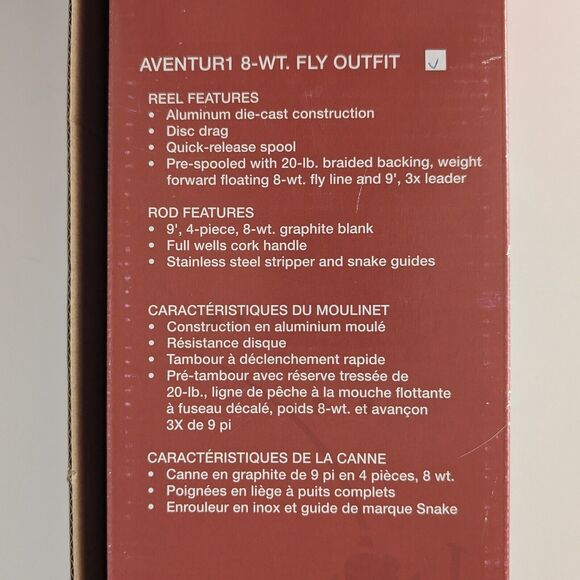 AVENTUR1 8-WT. FLY OUTFIT
REEL FEATURES
• Aluminum die-cast construction
• Disc drag
• Quick-release spool
• Pre-spooled with 20-lb. braided backing, weight
forward floating 8-wt. fly line and 9', 3x leader
ROD FEATURES
• 9', 4-piece, 8-wt. graphite blank
• Full wells cork handle
• Stainless steel stripper and snake guides
CARACTÉRISTIQUES DU MOULINET
• Construction en aluminium moulé
• Résistance disque
• Tambour à déclenchement rapide
• Pré-tambour avec réserve tressée de
20-lb., ligne de pêche à la mouche flottante
à fuseau décalé, poids 8-wt. et avançon
3X de 9 pi
CARACTÉRISTIQUES DE LA CANNE
• Canne en graphite de 9 pi en 4 pièces, 8 wt.
• Poignées en liège à puits complets
• Enrouleur en inox et guide de marque Snake